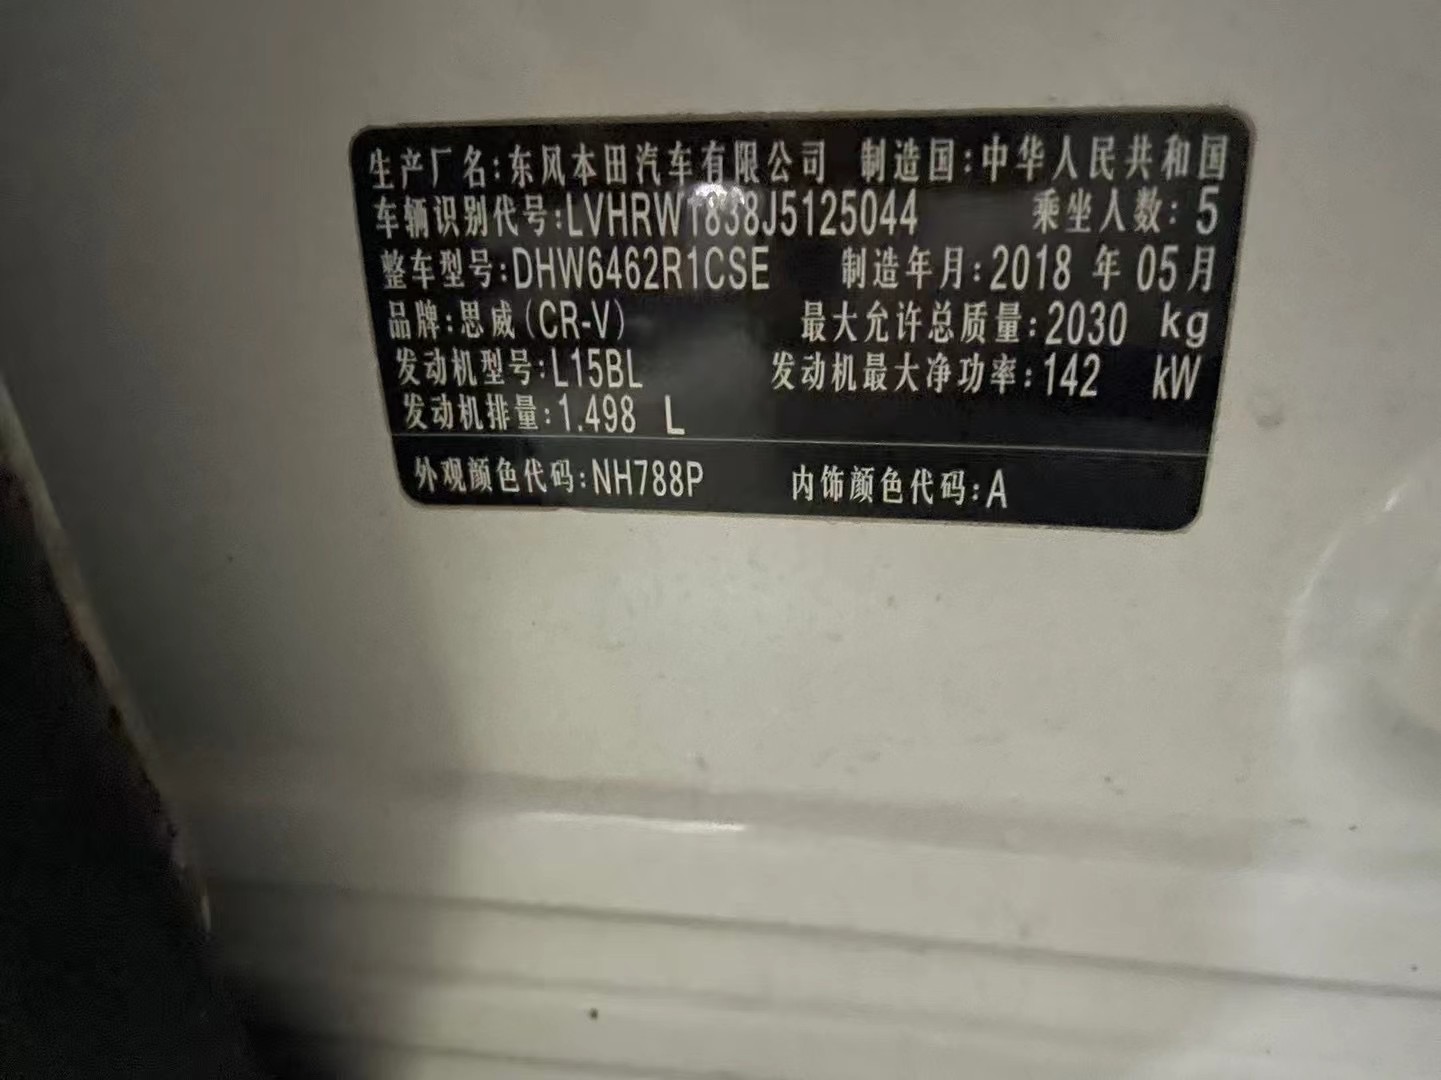 生产厂名:东风本田汽车有限公司 制造国:中华人民共和国
车辆识别代号:LVHRW1838J5125044 乘坐人数:5
整车型号:DHW6462R1CSE 制造年月:2018 年 05月
品牌:思威(CR-V) 最大允许总质量:2030 kg
发动机型号:L15BL 发动机最大净功率:142 kW
发动机排量:1.498 L
外观颜色代码:NH788P 内饰颜色代码:A